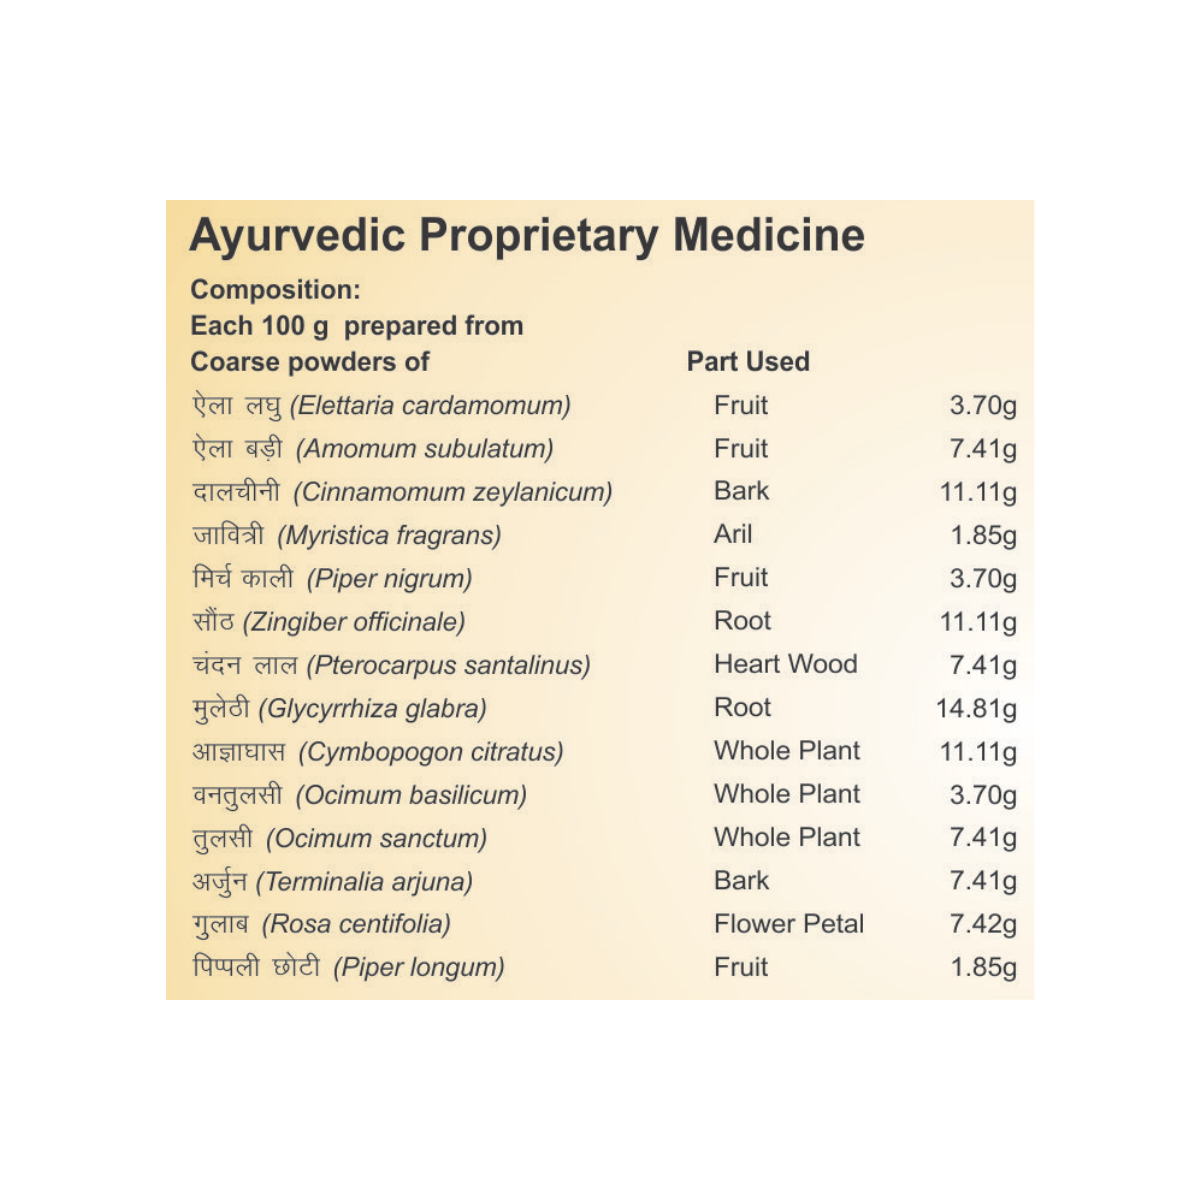 Ayurvedic Proprietary Medicine
Composition:
Each 100 g prepared from
Coarse powders of Part Used
ऐला लघु (Elettaria cardamomum) Fruit 3.70g
ऐला बड़ी (Amomum subulatum) Fruit 7.41g
दालचीनी (Cinnamomum zeylanicum) Bark 11.11g
जावित्री (Myristica fragrans) Aril 1.85g
मिर्च काली (Piper nigrum) Fruit 3.70g
सौंठ (Zingiber officinale) Root 11.11g
चंदन लाल (Pterocarpus santalinus) Heart Wood 7.41g
मुलेठी (Glycyrrhiza glabra) Root 14.81g
आज्ञाघास (Cymbopogon citratus) Whole Plant 11.11g
वनतुलसी (Ocimum basilicum) Whole Plant 3.70g
तुलसी (Ocimum sanctum) Whole Plant 7.41g
अर्जुन (Terminalia arjuna) Bark 7.41g
गुलाब (Rosa centifolia) Flower Petal 7.42g
पिप्पली छोटी (Piper longum) Fruit 1.85g